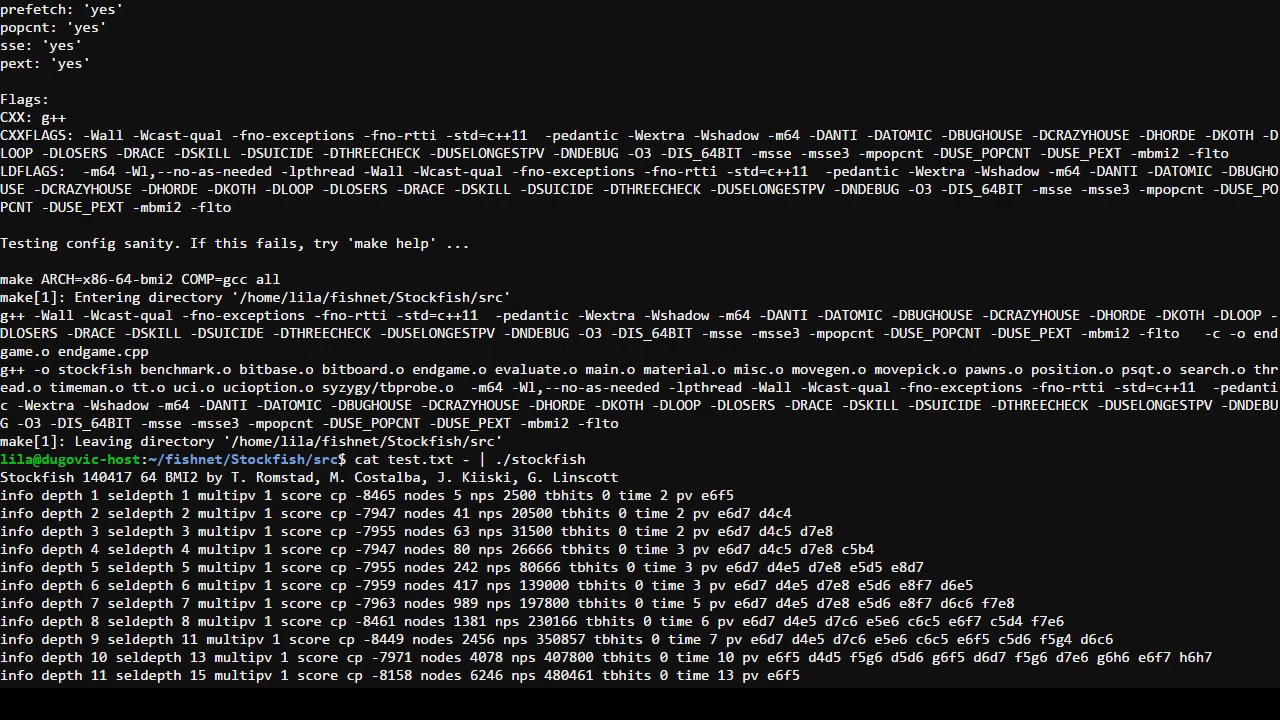 prefetch: 'yes'
popcnt: 'yes'
sse: 'yes'
pext: 'yes'
Flags:
CXX: g++
CXXFLAGS: -Wall -Wcast-qual -fno-exceptions -fno-rtti -std=c++11  -pedantic -Wextra -Wshadow -m64 -DANTI -DATOMIC -DBUGHOUSE -DCRAZYHOUSE -DHORDE -DKOTH -D
LOOP -DLOSERS -DRACE -DSKILL -DSUICIDE -DTHREECHECK -DUSELONGESTPV -DNDEBUG -O3 -DIS_64BIT -msse -msse3 -mpopcnt -DUSE_POPCNT -DUSE_PEXT -mbmi2 -flto
LDFLAGS:  -m64 -Wl,--no-as-needed -lpthread -Wall -Wcast-qual -fno-exceptions -fno-rtti -std=c++11  -pedantic -Wextra -Wshadow -m64 -DANTI -DATOMIC -DBUGHO
USE -DCRAZYHOUSE -DHORDE -DKOTH -DLOOP -DLOSERS -DRACE -DSKILL -DSUICIDE -DTHREECHECK -DUSELONGESTPV -DNDEBUG -O3 -DIS_64BIT -msse -msse3 -mpopcnt -DUSE_PO
PCNT -DUSE_PEXT -mbmi2 -flto
Testing config sanity. If this fails, try 'make help' ...
make ARCH=x86-64-bmi2 COMP=gcc all
make[1]: Entering directory '/home/lila/fishnet/Stockfish/src'
g++ -Wall -Wcast-qual -fno-exceptions -fno-rtti -std=c++11  -pedantic -Wextra -Wshadow -m64 -DANTI -DATOMIC -DBUGHOUSE -DCRAZYHOUSE -DHORDE -DKOTH -DLOOP -
DLOSERS -DRACE -DSKILL -DSUICIDE -DTHREECHECK -DUSELONGESTPV -DNDEBUG -O3 -DIS_64BIT -msse -msse3 -mpopcnt -DUSE_POPCNT -DUSE_PEXT -mbmi2 -flto   -c -o end
game.o endgame.cpp
g++ -o stockfish benchmark.o bitbase.o bitboard.o endgame.o evaluate.o main.o material.o misc.o movegen.o movepick.o pawns.o position.o psqt.o search.o thr
ead.o timeman.o tt.o uci.o ucioption.o syzygy/tbprobe.o  -m64 -Wl,--no-as-needed -lpthread -Wall -Wcast-qual -fno-exceptions -fno-rtti -std=c++11  -pedanti
c -Wextra -Wshadow -m64 -DANTI -DATOMIC -DBUGHOUSE -DCRAZYHOUSE -DHORDE -DKOTH -DLOOP -DLOSERS -DRACE -DSKILL -DSUICIDE -DTHREECHECK -DUSELONGESTPV -DNDEBU
G -O3 -DIS_64BIT -msse -msse3 -mpopcnt -DUSE_POPCNT -DUSE_PEXT -mbmi2 -flto
make[1]: Leaving directory '/home/lila/fishnet/Stockfish/src'
lila@dugovic-host:~/fishnet/Stockfish/src$ cat test.txt - | ./stockfish
Stockfish 140417 64 BMI2 by T. Romstad, M. Costalba, J. Kiiski, G. Linscott
info depth 1 seldepth 1 multipv 1 score cp -8465 nodes 5 nps 2500 tbhits 0 time 2 pv e6f5
info depth 2 seldepth 2 multipv 1 score cp -7947 nodes 41 nps 20500 tbhits 0 time 2 pv e6d7 d4c4
info depth 3 seldepth 3 multipv 1 score cp -7955 nodes 63 nps 31500 tbhits 0 time 2 pv e6d7 d4c5 d7e8
info depth 4 seldepth 4 multipv 1 score cp -7947 nodes 80 nps 26666 tbhits 0 time 3 pv e6d7 d4c5 d7e8 c5b4
info depth 5 seldepth 5 multipv 1 score cp -7955 nodes 242 nps 80666 tbhits 0 time 3 pv e6d7 d4e5 d7e8 e5d5 e8d7
info depth 6 seldepth 6 multipv 1 score cp -7959 nodes 417 nps 139000 tbhits 0 time 3 pv e6d7 d4e5 d7e8 e5d6 e8f7 d6e5
info depth 7 seldepth 7 multipv 1 score cp -7963 nodes 989 nps 197800 tbhits 0 time 5 pv e6d7 d4e5 d7e8 e5d6 e8f7 d6c6 f7e8
info depth 8 seldepth 8 multipv 1 score cp -8461 nodes 1381 nps 230166 tbhits 0 time 6 pv e6d7 d4e5 d7c6 e5e6 c6c5 e6f7 c5d4 f7e6
info depth 9 seldepth 11 multipv 1 score cp -8449 nodes 2456 nps 350857 tbhits 0 time 7 pv e6d7 d4e5 d7c6 e5e6 c6c5 e6f5 c5d6 f5g4 d6c6
info depth 10 seldepth 13 multipv 1 score cp -7971 nodes 4078 nps 407800 tbhits 0 time 10 pv e6f5 d4d5 f5g6 d5d6 g6f5 d6d7 f5g6 d7e6 g6h6 e6f7 h6h7
info depth 11 seldepth 15 multipv 1 score cp -8158 nodes 6246 nps 480461 tbhits 0 time 13 pv e6f5